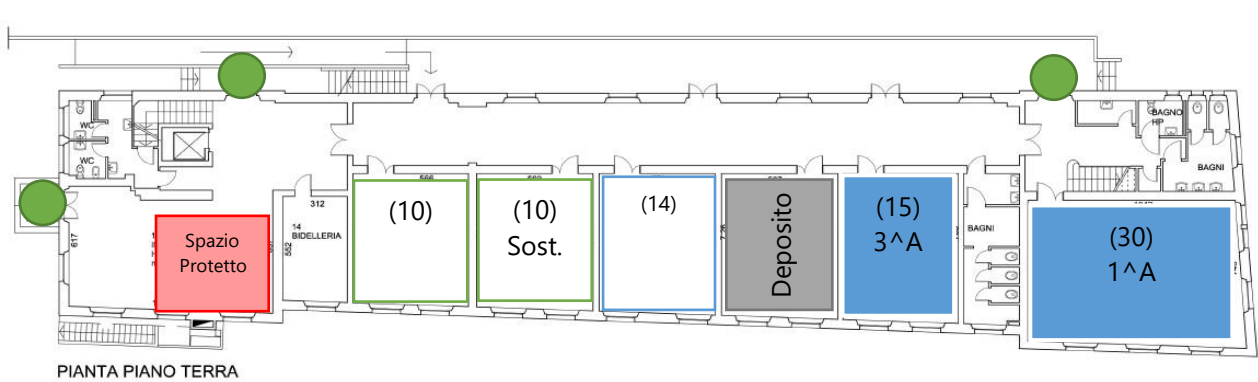 WC
WC
BAGNO
HP
BAGNI
617
Spazio
Protetto
312
14
BIDELLERIA
552
(10)
(10)
Sost.
(14)
Deposito
(15)
3^A
BAGNI
(30)
1^A
PIANTA PIANO TERRA